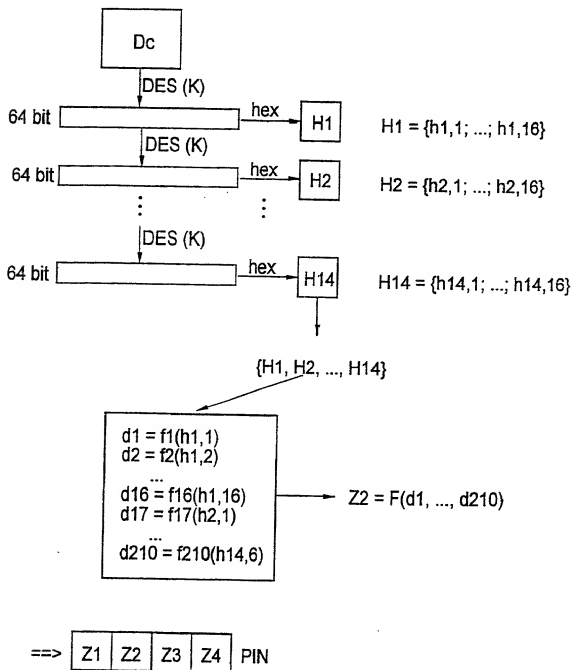 Dc
DES (K)
64 bit hex H1 H1 = {h1,1; ...; h1,16}
DES (K)
64 bit hex H2 H2 = {h2,1; ...; h2,16}
DES (K)
64 bit hex H14 H14 = {h14,1; ...; h14,16}
{H1, H2, ..., H14}
d1 = f1(h1,1)
d2 = f2(h1,2)
...
d16 = f16(h1,16)
d17 = f17(h2,1)
...
d210 = f210(h14,6)
Z2 = F(d1, ..., d210)
==> Z1 Z2 Z3 Z4 PIN